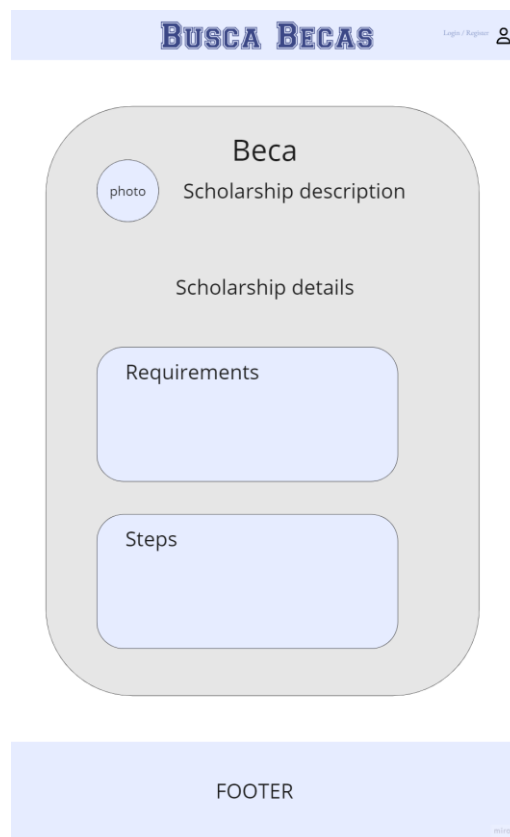 BUSCA BECAS
Login / Register
Beca
photo
Scholarship description
Scholarship details
Requirements
Steps
FOOTER